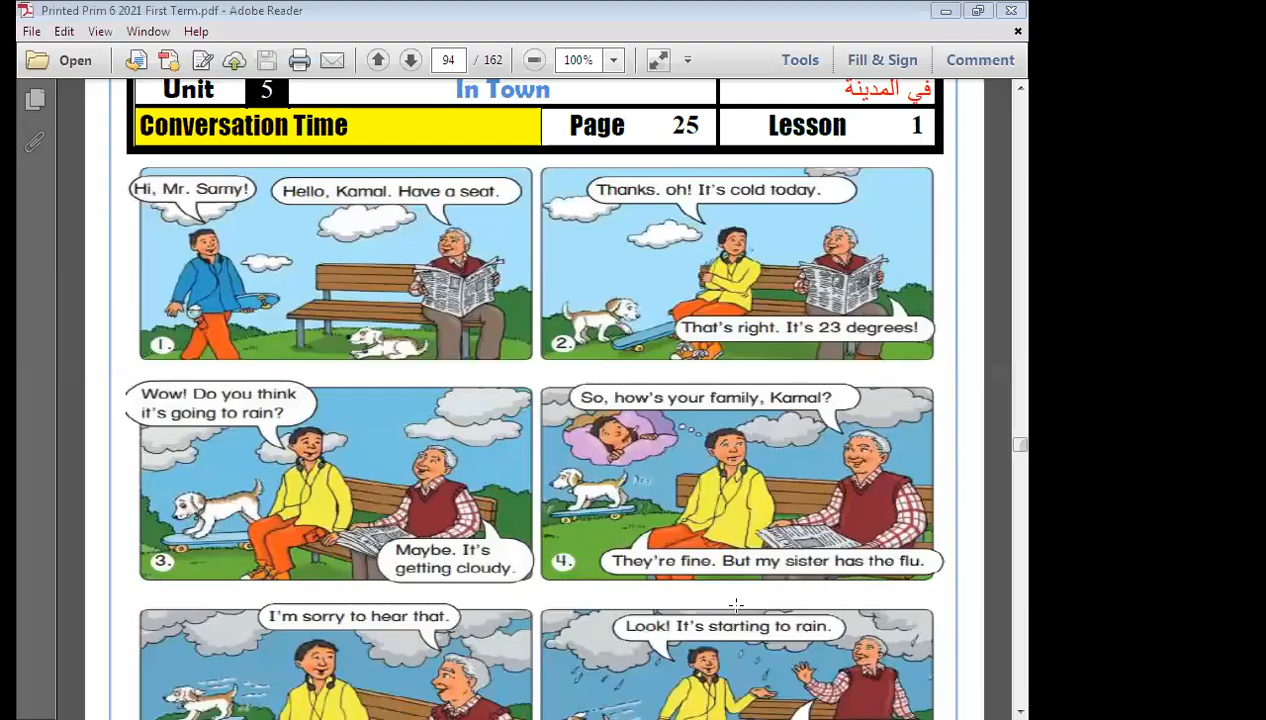 Printed Prim 6 2021 First Term.pdf - Adobe Reader
File Edit View Window Help
Open 94 / 162 100% Tools Fill & Sign Comment
Unit 5 In Town في المدينة
Conversation Time Page 25 Lesson 1
Hi, Mr. Samy!
Hello, Kamal. Have a seat.
1.
Thanks. oh! It's cold today.
That's right. It's 23 degrees!
2.
Wow! Do you think
it's going to rain?
Maybe. It's
getting cloudy.
3.
So, how's your family, Kamal?
They're fine. But my sister has the flu.
4.
I'm sorry to hear that.
Look! It's starting to rain.